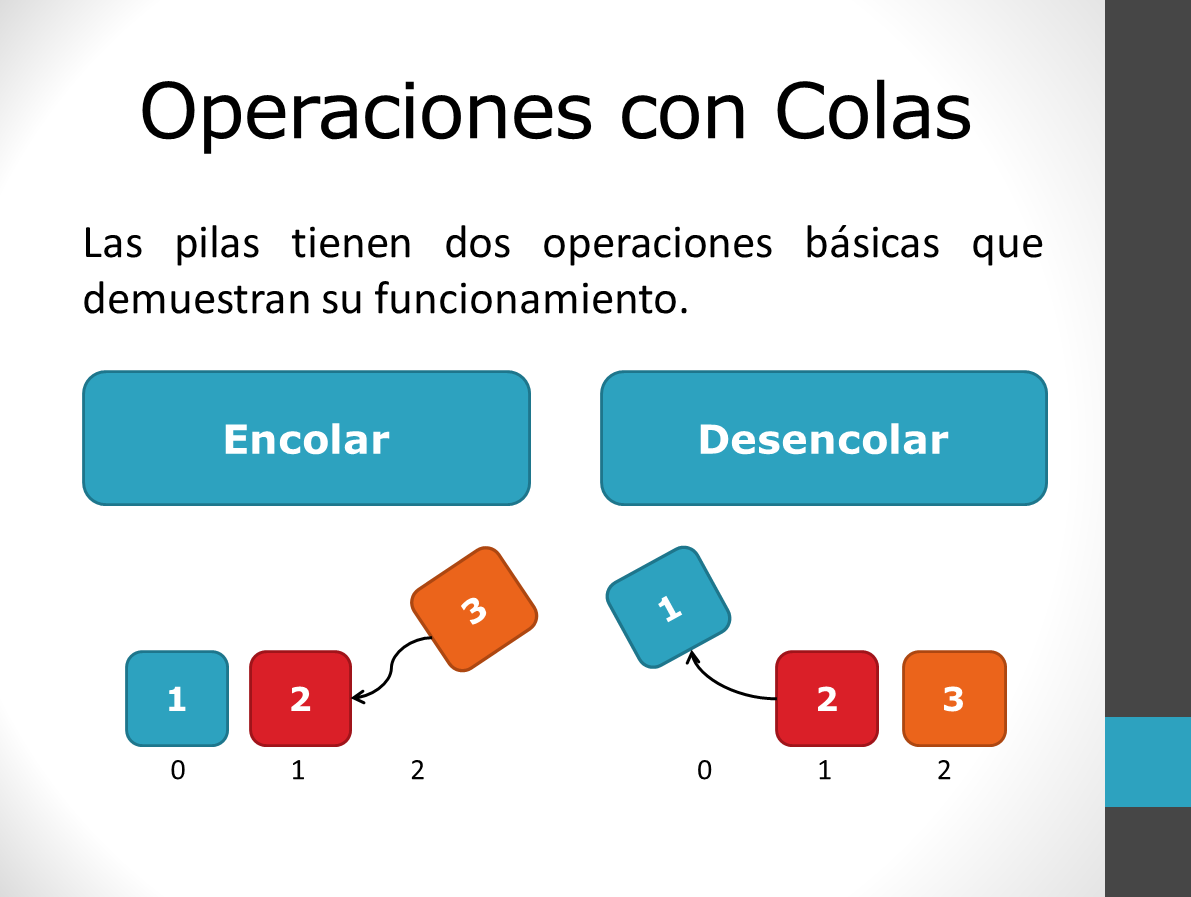 Operaciones con Colas
Las pilas tienen dos operaciones básicas que
demuestran su funcionamiento.
Encolar
Desencolar
3
1
1
2
2
3
0
1
2
0
1
2